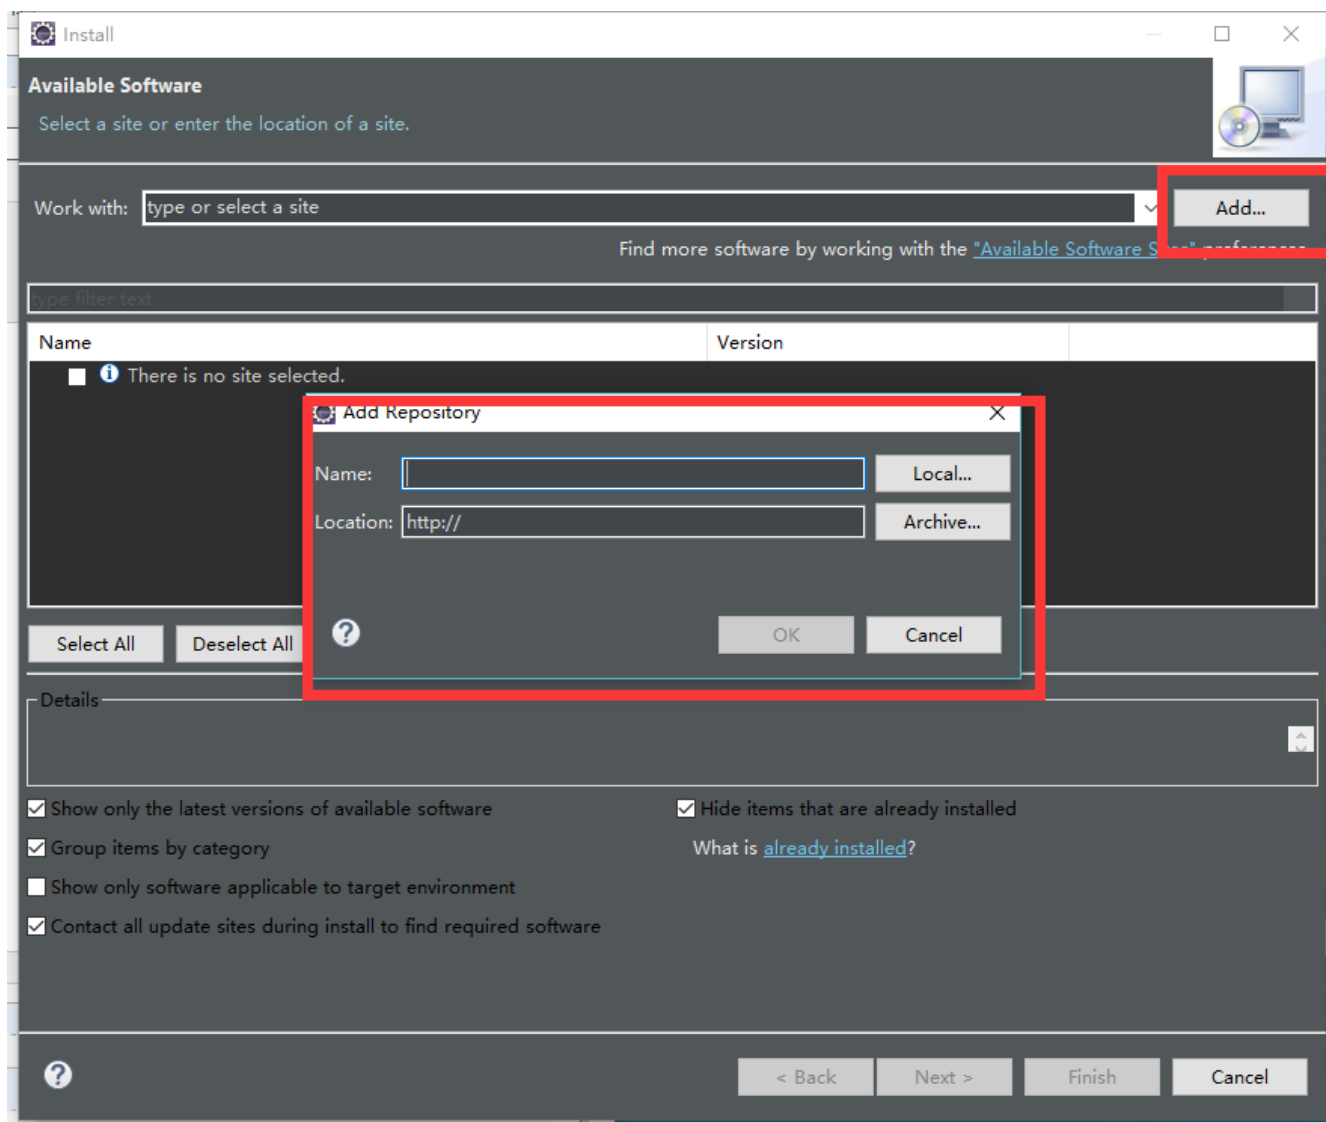 Install
Available Software
Select a site or enter the location of a site.
Work with: type or select a site Add...
Find more software by working with the "Available Software preferences
type filter text
Name Version
There is no site selected.
Add Repository
Name: Local...
Location: http:// Archive...
OK Cancel
Select All Deselect All
Details
Show only the latest versions of available software Hide items that are already installed
Group items by category What is already installed?
Show only software applicable to target environment
Contact all update sites during install to find required software
< Back Next > Finish Cancel